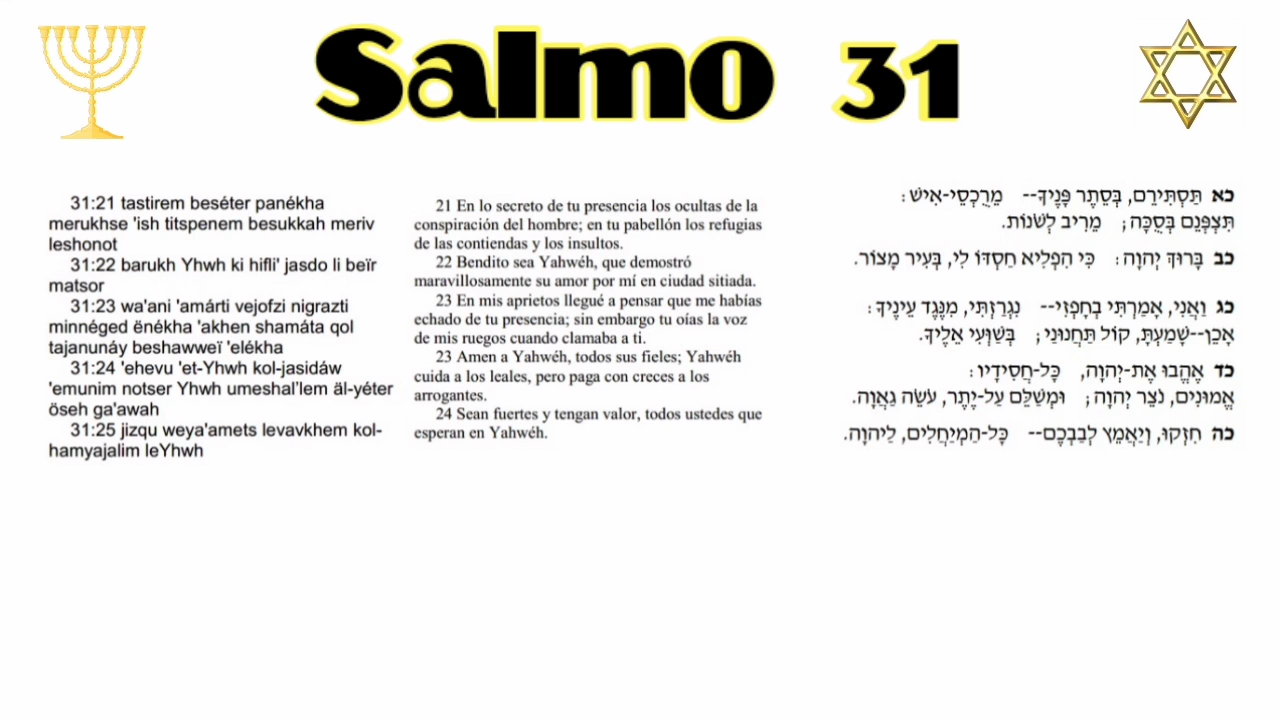 Salmo 31
31:21 tastirem beséter panékha
merukhse 'ish titspenem besukkah meriv
leshonot
31:22 barukh Yhwh ki hifli' jasdo li beïr
matsor
31:23 wa'ani 'amárti vejofzi nigrazti
minnéged ënékha 'akhen shamáta qol
tajanunáy beshawweï 'elékha
31:24 'ehevu 'et-Yhwh kol-jasidáw
'emunim notser Yhwh umeshal'lem äl-yéter
öseh ga'awah
31:25 jizqu weya'amets levavkhem kol-
hamyajalim leYhwh
21 En lo secreto de tu presencia los ocultas de la
conspiración del hombre; en tu pabellón los refugias
de las contiendas y los insultos.
22 Bendito sea Yahwéh, que demostró
maravillosamente su amor por mí en ciudad sitiada.
23 En mis aprietos llegué a pensar que me habías
echado de tu presencia; sin embargo tu oías la voz
de mis ruegos cuando clamaba a ti.
23 Amen a Yahwéh, todos sus fieles; Yahwéh
cuida a los leales, pero paga con creces a los
arrogantes.
24 Sean fuertes y tengan valor, todos ustedes que
esperan en Yahwéh.
כא תַּסְתִּירֵם, בְּסֵתֶר פָּנֶיךָ-- מֵרֻכְסֵי-אִישׁ:
תִּצְפְּנֵם בְּסֻכָּה; מֵרִיב לְשֹׁנוֹת.
כב בָּרוּךְ יְהוָה: כִּי הִפְלִיא חַסְדּוֹ לִי, בְּעִיר מָצוֹר.
כג וַאֲנִי, אָמַרְתִּי בְחָפְזִי-- נִגְרַזְתִּי, מִנֶּגֶד עֵינֶיךָ:
אָכֵן--שָׁמַעְתָּ, קוֹל תַּחֲנוּנַי; בְּשַׁוְּעִי אֵלֶיךָ.
כד אֶהֱבוּ אֶת-יְהוָה, כָּל-חֲסִידָיו:
אֱמוּנִים, נֹצֵר יְהוָה; וּמְשַׁלֵּם עַל-יֶתֶר, עֹשֵׂה גַאֲוָה.
כה חִזְקוּ, וְיַאֲמֵץ לְבַבְכֶם-- כָּל-הַמְיַחֲלִים, לַיהוָה.